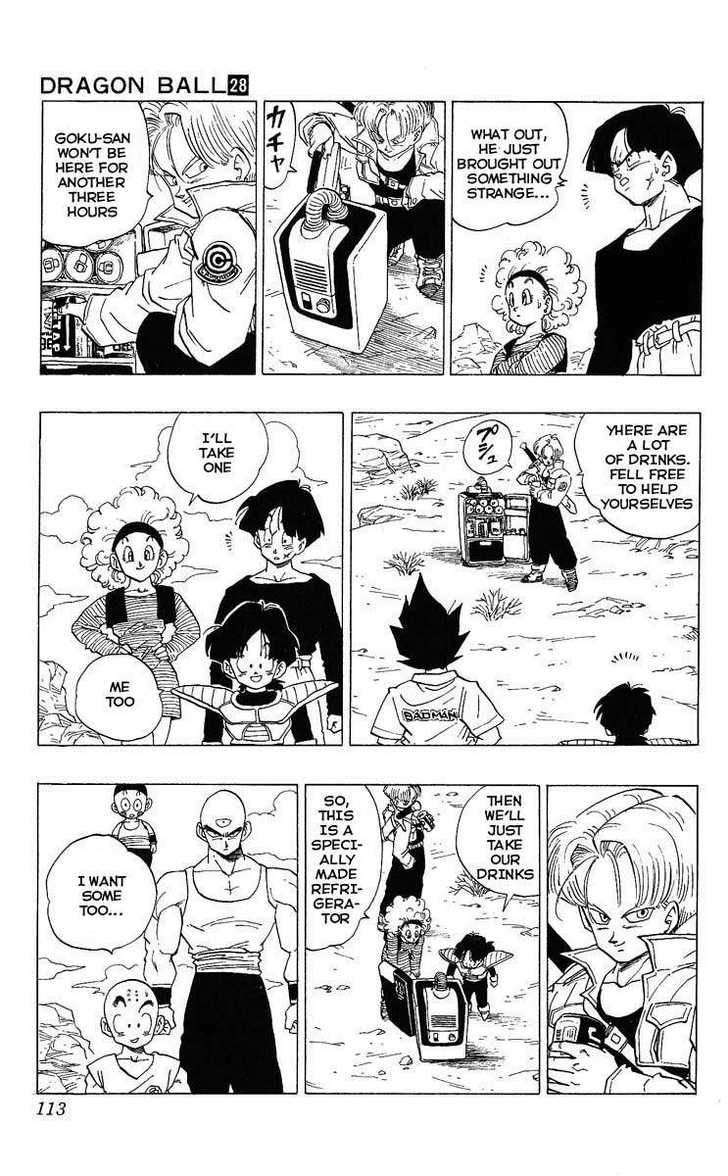 DRAGON BALL 28
WHAT OUT,
HE JUST
BROUGHT OUT
SOMETHING
STRANGE...
カチャ
GOKU-SAN
WON'T BE
HERE FOR
ANOTHER
THREE
HOURS
YHERE ARE
A LOT
OF DRINKS.
FELL FREE
TO HELP
YOURSELVES
プシュ
BADMAN
I'LL
TAKE
ONE
ME
TOO
THEN
WE'LL
JUST
TAKE
OUR
DRINKS
SO,
THIS
IS A
SPECI-
ALLY
MADE
REFRI-
GERA-
TOR
I WANT
SOME
TOO...
113